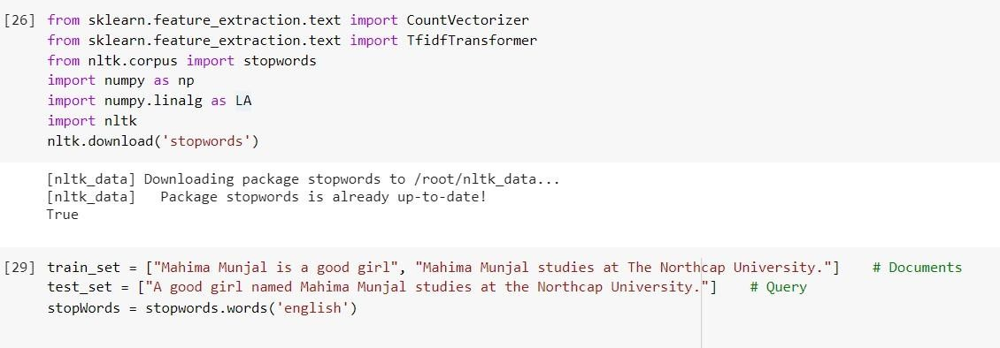 [26] from sklearn.feature_extraction.text import CountVectorizer
from sklearn.feature_extraction.text import TfidfTransformer
from nltk.corpus import stopwords
import numpy as np
import numpy.linalg as LA
import nltk
nltk.download('stopwords')
[nltk_data] Downloading package stopwords to /root/nltk_data...
[nltk_data]   Package stopwords is already up-to-date!
True
[29] train_set = ["Mahima Munjal is a good girl", "Mahima Munjal studies at The Northcap University."]    # Documents
test_set = ["A good girl named Mahima Munjal studies at the Northcap University."]    # Query
stopWords = stopwords.words('english')